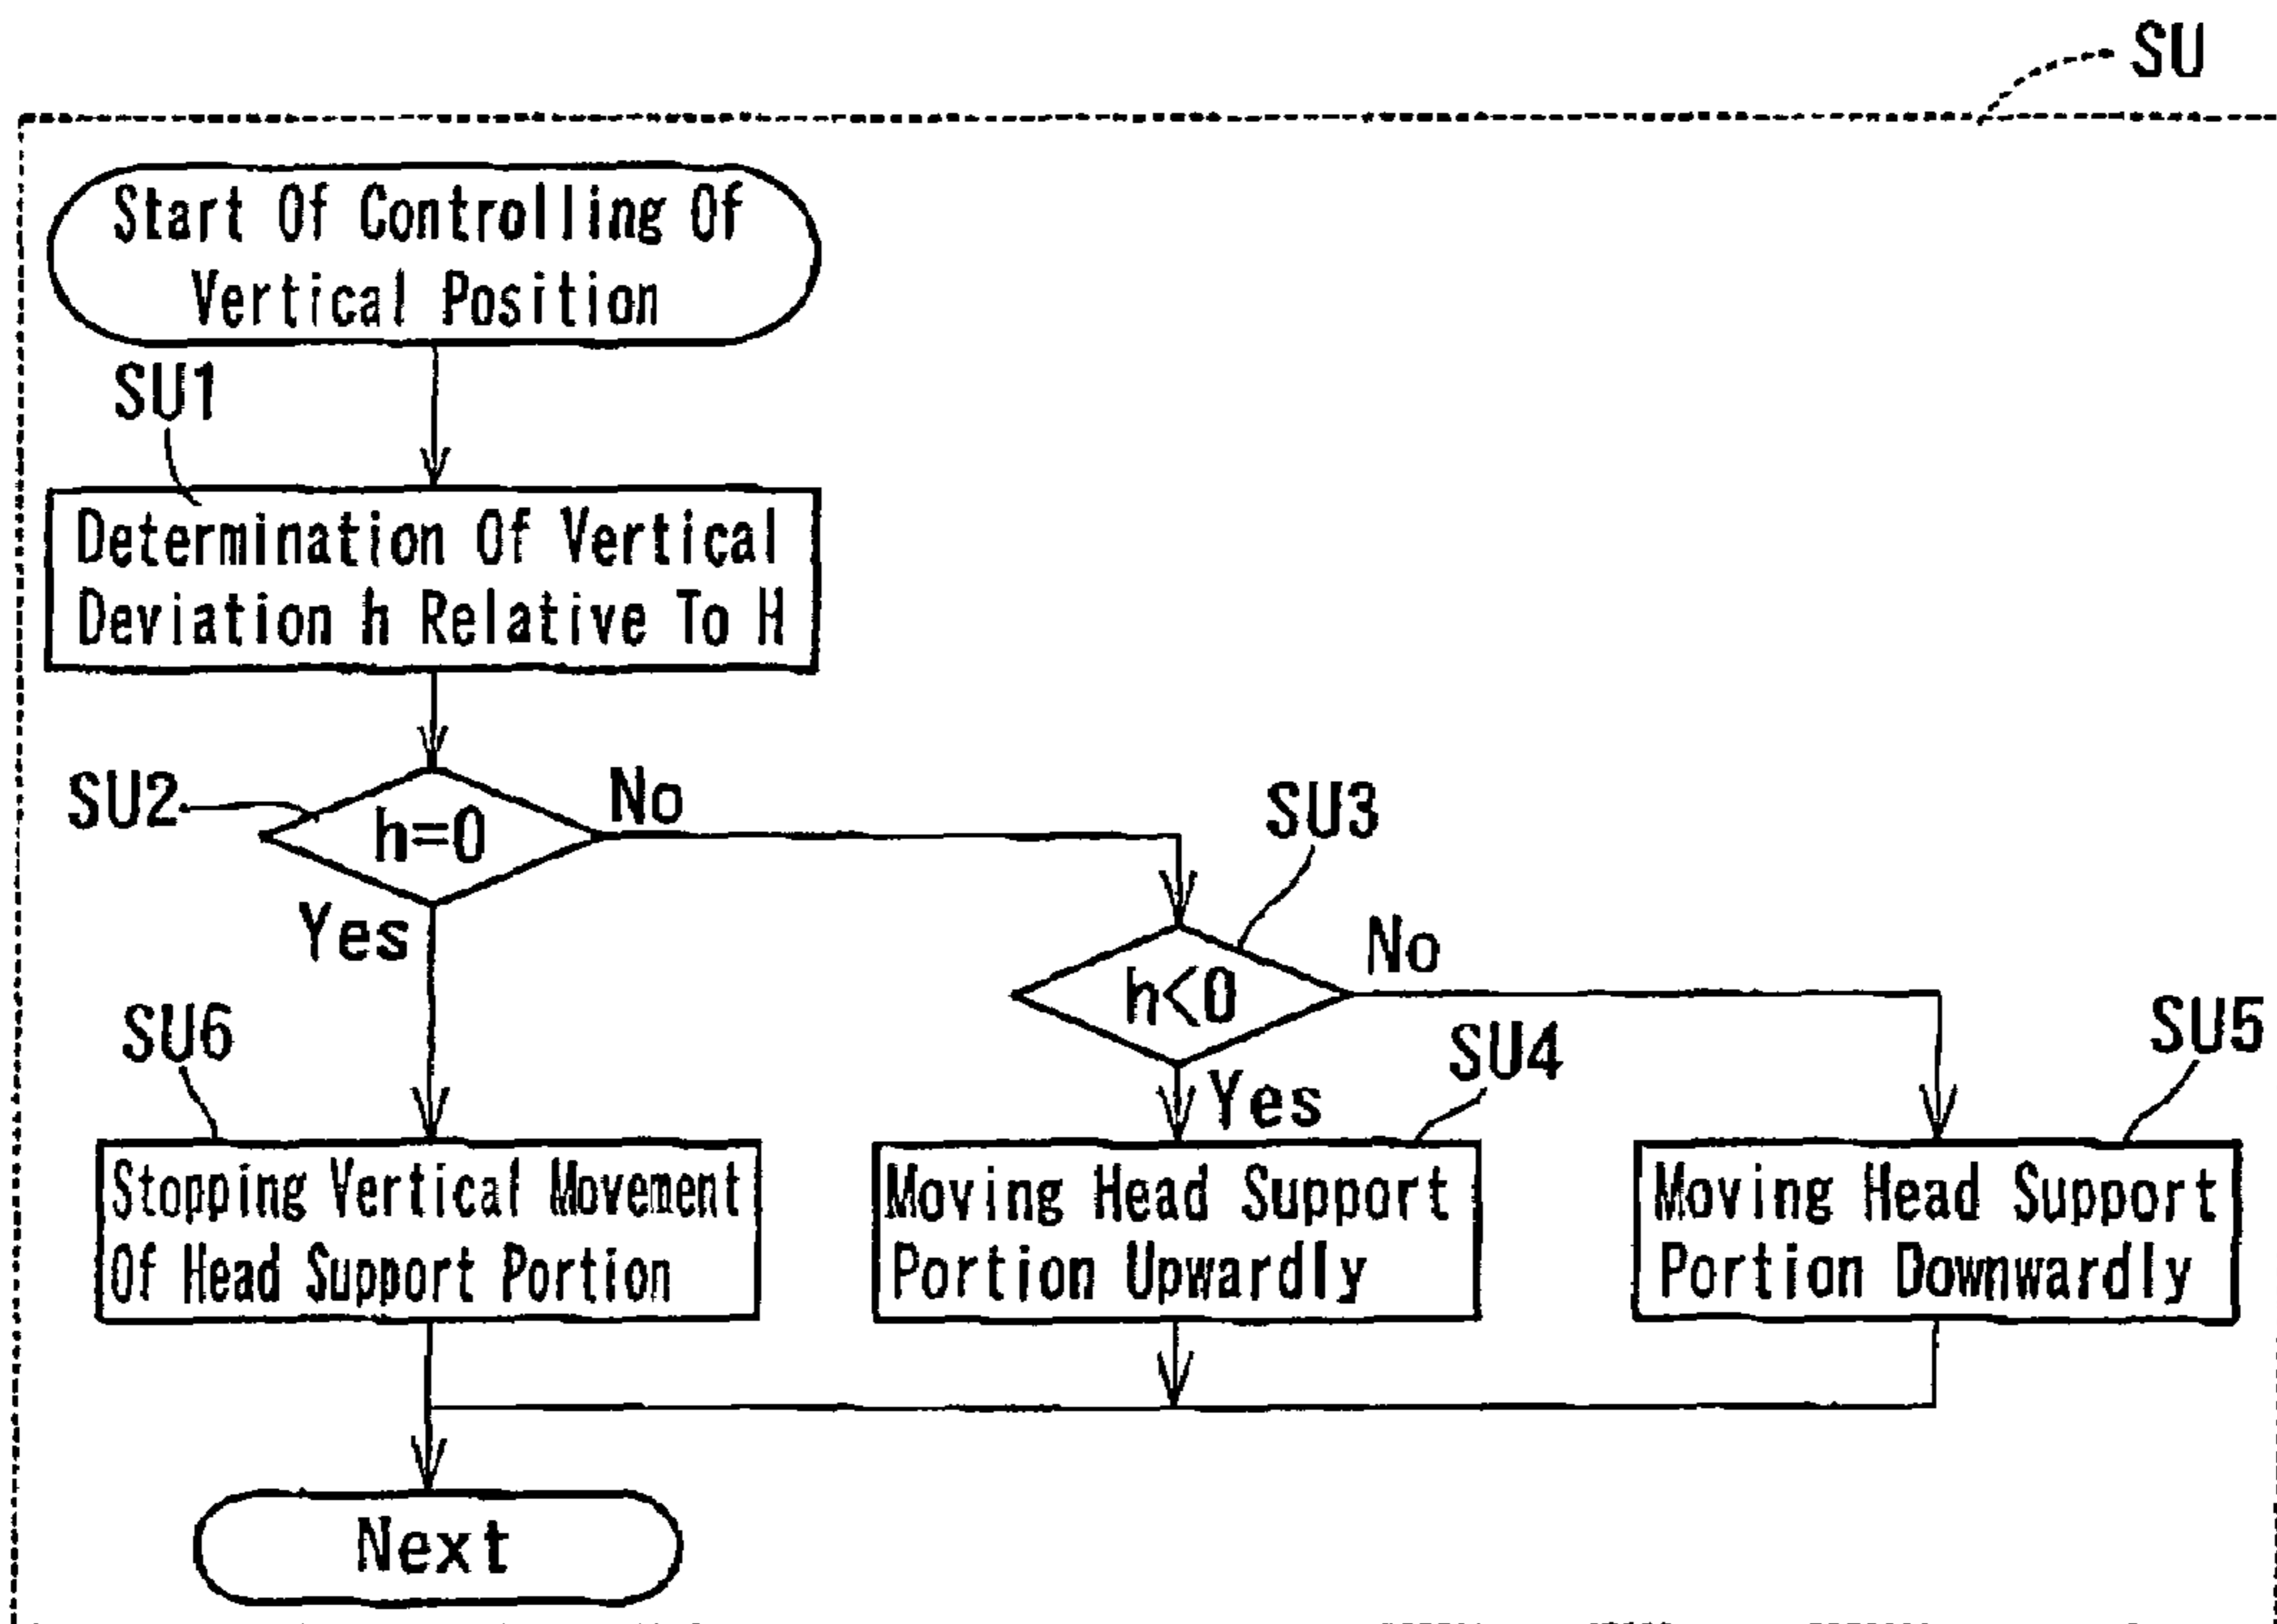 SU
Start Of Controlling Of
Vertical Position
SU1
Determination Of Vertical
Deviation h Relative To H
SU2
h=0
No
Yes
SU3
h<0
No
Yes
SU6
Stopping Vertical Movement
Of Head Support Portion
SU4
Moving Head Support
Portion Upwardly
SU5
Moving Head Support
Portion Downwardly
Next